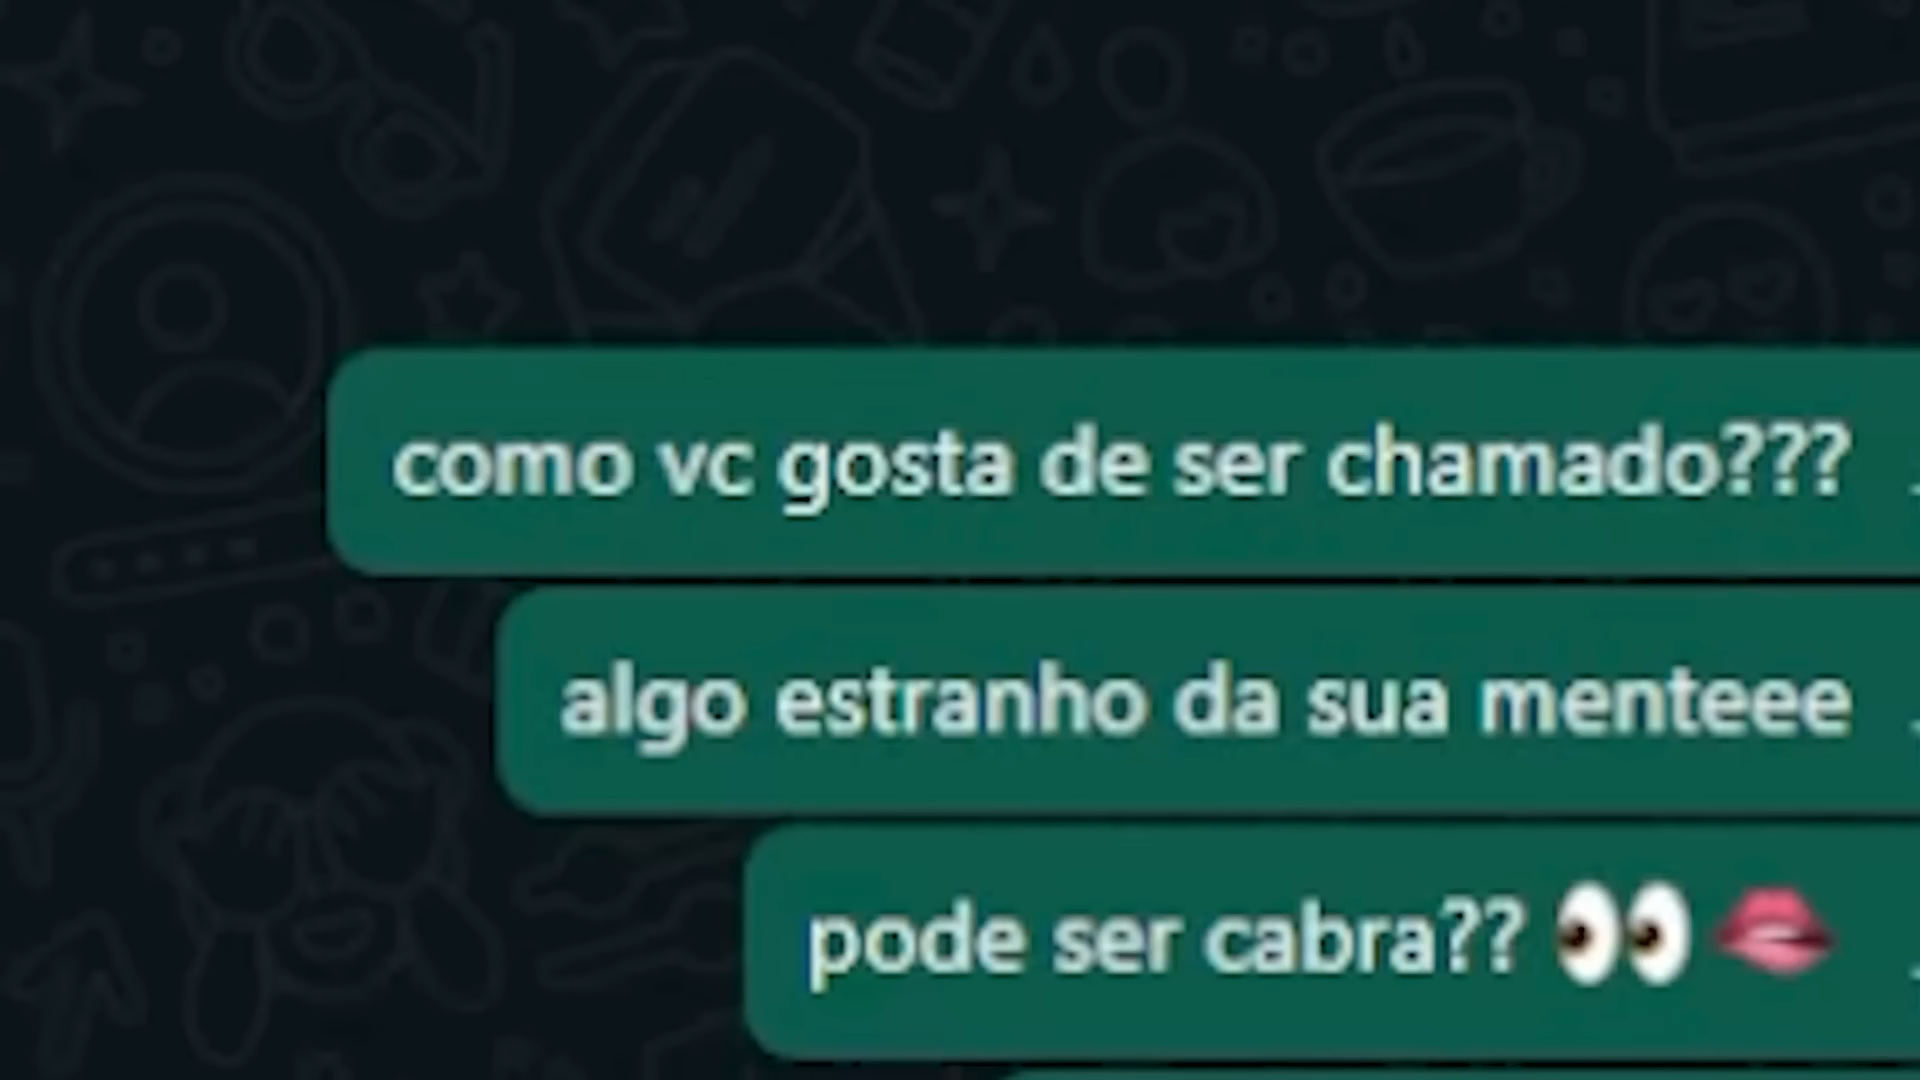 como vc gosta de ser chamado???
algo estranho da sua menteee
pode ser cabra?? 👀 🫦